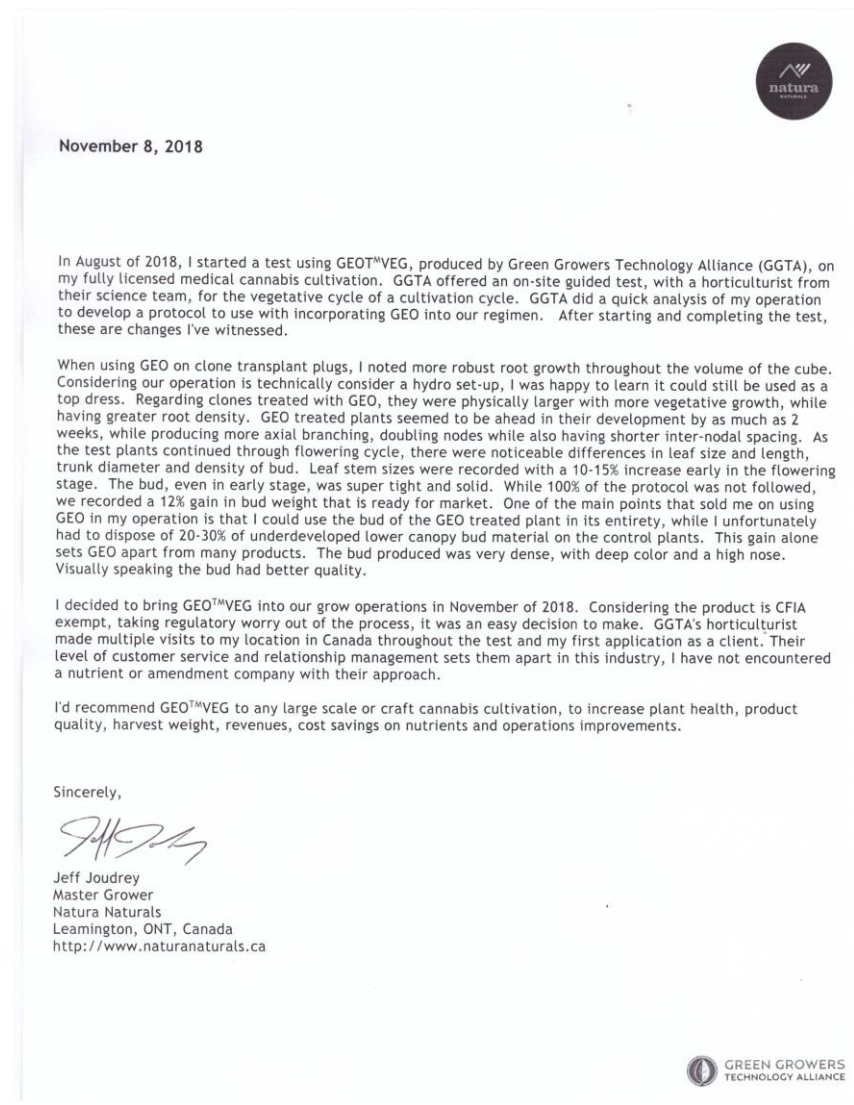 natura
NATURALS
November 8, 2018
In August of 2018, I started a test using GEOT™VEG, produced by Green Growers Technology Alliance (GGTA), on
my fully licensed medical cannabis cultivation. GGTA offered an on-site guided test, with a horticulturist from
their science team, for the vegetative cycle of a cultivation cycle. GGTA did a quick analysis of my operation
to develop a protocol to use with incorporating GEO into our regimen. After starting and completing the test,
these are changes I've witnessed.
When using GEO on clone transplant plugs, I noted more robust root growth throughout the volume of the cube.
Considering our operation is technically consider a hydro set-up, I was happy to learn it could still be used as a
top dress. Regarding clones treated with GEO, they were physically larger with more vegetative growth, while
having greater root density. GEO treated plants seemed to be ahead in their development by as much as 2
weeks, while producing more axial branching, doubling nodes while also having shorter inter-nodal spacing. As
the test plants continued through flowering cycle, there were noticeable differences in leaf size and length,
trunk diameter and density of bud. Leaf stem sizes were recorded with a 10-15% increase early in the flowering
stage. The bud, even in early stage, was super tight and solid. While 100% of the protocol was not followed,
we recorded a 12% gain in bud weight that is ready for market. One of the main points that sold me on using
GEO in my operation is that I could use the bud of the GEO treated plant in its entirety, while I unfortunately
had to dispose of 20-30% of underdeveloped lower canopy bud material on the control plants. This gain alone
sets GEO apart from many products. The bud produced was very dense, with deep color and a high nose.
Visually speaking the bud had better quality.
I decided to bring GEO™VEG into our grow operations in November of 2018. Considering the product is CFIA
exempt, taking regulatory worry out of the process, it was an easy decision to make. GGTA's horticulturist
made multiple visits to my location in Canada throughout the test and my first application as a client. Their
level of customer service and relationship management sets them apart in this industry, I have not encountered
a nutrient or amendment company with their approach.
I'd recommend GEO™VEG to any large scale or craft cannabis cultivation, to increase plant health, product
quality, harvest weight, revenues, cost savings on nutrients and operations improvements.
Sincerely,
Jeff Joudrey
Master Grower
Natura Naturals
Leamington, ONT, Canada
http://www.naturanaturals.ca
GREEN GROWERS
TECHNOLOGY ALLIANCE